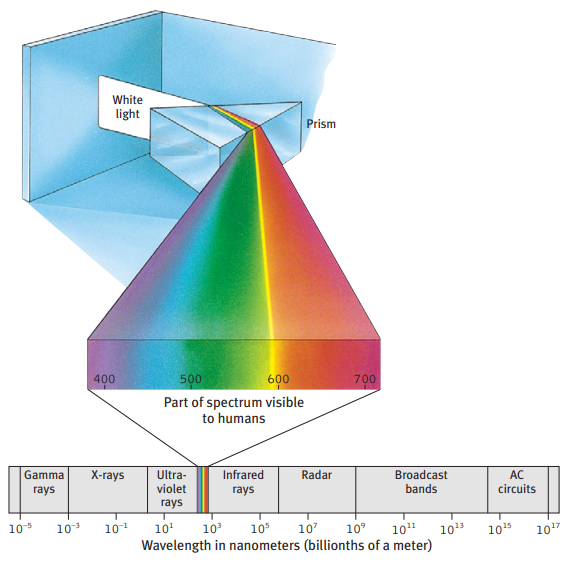 White
light
Prism
400 500 600 700
Part of spectrum visible
to humans
Gamma
rays
X-rays
Ultra-
violet
rays
Infrared
rays
Radar
Broadcast
bands
AC
circuits
10⁻⁵ 10⁻³ 10⁻¹ 10¹ 10³ 10⁵ 10⁷ 10⁹ 10¹¹ 10¹³ 10¹⁵ 10¹⁷
Wavelength in nanometers (billionths of a meter)